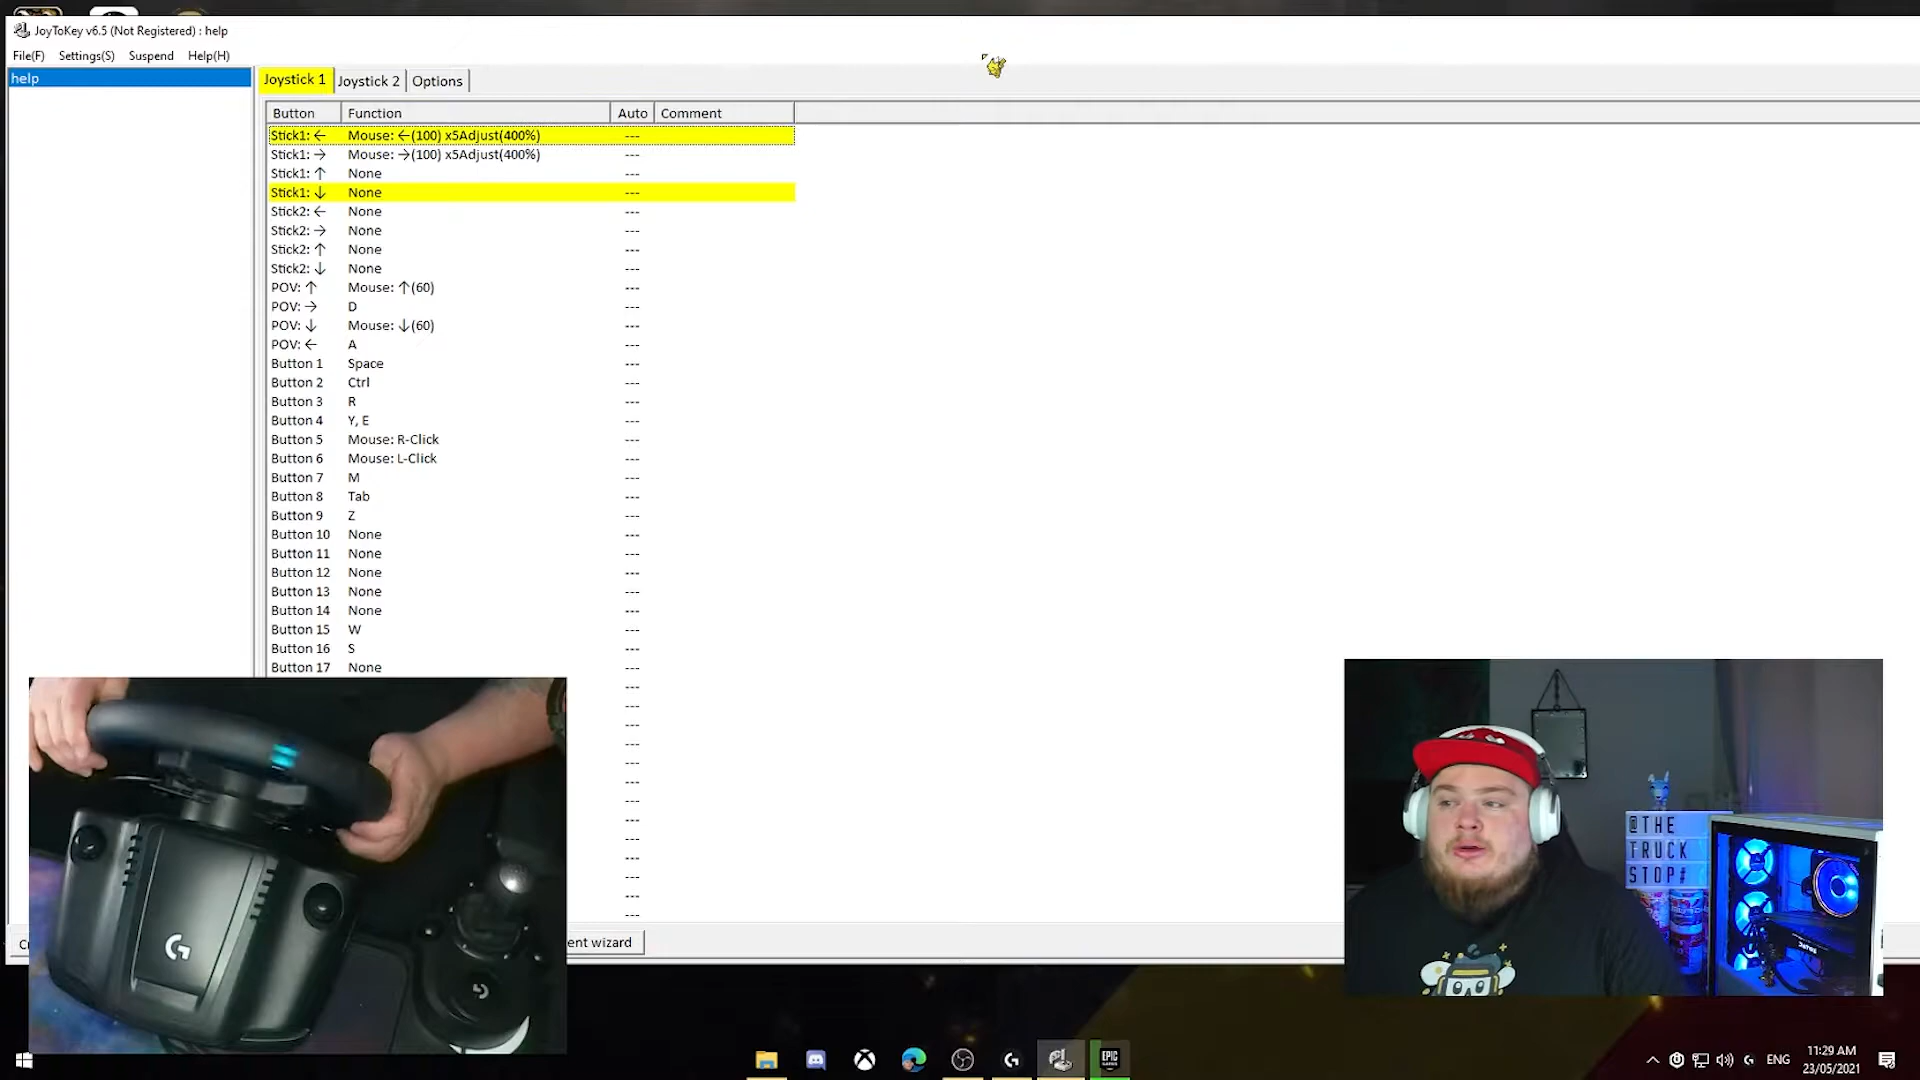 JoyToKey v6.5 (Not Registered) : help
File(F) Settings(S) Suspend Help(H)
help
Joystick 1 Joystick 2 Options
Button Function Auto Comment
Stick1: ← Mouse: ←(100) x5Adjust(400%) ---
Stick1: → Mouse: →(100) x5Adjust(400%) ---
Stick1: ↑ None ---
Stick1: ↓ None ---
Stick2: ← None ---
Stick2: → None ---
Stick2: ↑ None ---
Stick2: ↓ None ---
POV: ↑ Mouse: ↑(60) ---
POV: → D ---
POV: ↓ Mouse: ↓(60) ---
POV: ← A ---
Button 1 Space ---
Button 2 Ctrl ---
Button 3 R ---
Button 4 Y, E ---
Button 5 Mouse: R-Click ---
Button 6 Mouse: L-Click ---
Button 7 M ---
Button 8 Tab ---
Button 9 Z ---
Button 10 None ---
Button 11 None ---
Button 12 None ---
Button 13 None ---
Button 14 None ---
Button 15 W ---
Button 16 S ---
Button 17 None
---
---
---
---
---
---
---
---
---
---
---
---
---
ent wizard
@THE
TRUCK
STOP#
EPIC
GAMES
ENG
11:29 AM
23/05/2021